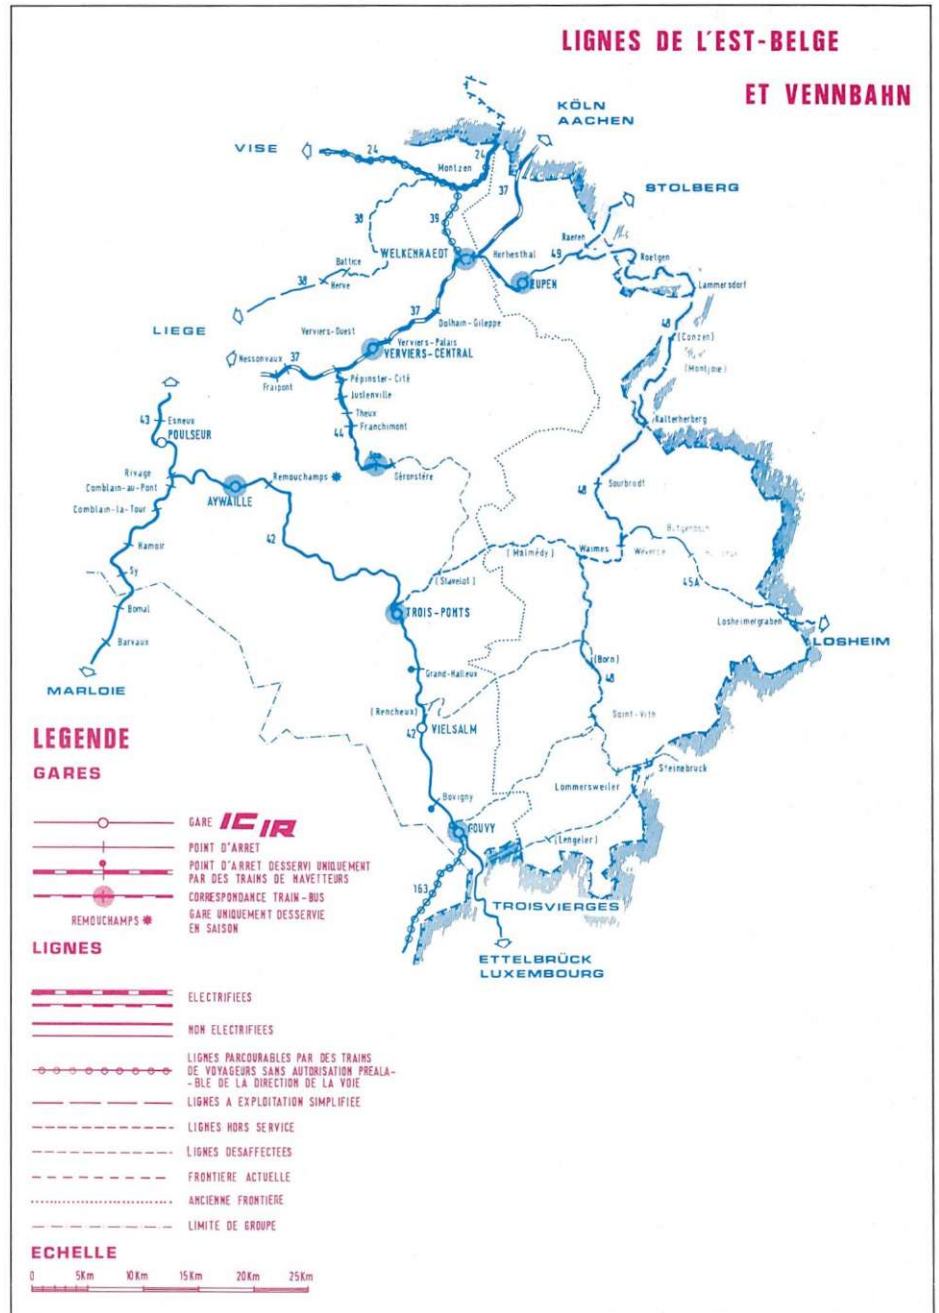 LIGNES DE L'EST-BELGE
ET VENNBAHN
KÖLN
AACHEN
VISE
24
Montzen
24
37
STOLBERG
38
39
Raeren
WELKENRAEDT
Herbesthal
49
Roetgen
Battice
EUPEN
Lammersdorf
38
Herve
37
Dolhain-Gileppe
48
LIEGE
Verviers-Ouest
(Conzen)
Verviers-Palais
VERVIERS-CENTRAL
Nessonvaux
37
(Montjoie)
Fraipont
Pépinster-Cité
Juslenville
Theux
43
Esneux
Kalterherberg
44
Franchimont
POULSEUR
Rivage
Remouchamps
Géronstère
Comblain-au-Pont
Sourbrodt
48
AYWAILLE
Comblain-la-Tour
Hamoir
42
(Malmédy)
Waimes
Weverce
Sy
(Stavelot)
45A
Bomal
TROIS-PONTS
Losheimergraben
Barvaux
LOSHEIM
(Born)
Grand-Halleux
48
MARLOIE
(Rencheux)
Saint-Vith
42
VIELSALM
Steinebruck
Lommersweiler
Bovigny
GOUVY
(Lengeler)
163
TROISVIERGES
ETTELBRÜCK
LUXEMBOURG
LEGENDE
GARES
GARE IC IR
POINT D'ARRET
POINT D'ARRET DESSERVI UNIQUEMENT
PAR DES TRAINS DE NAVETTEURS
CORRESPONDANCE TRAIN-BUS
REMOUCHAMPS ✸ GARE UNIQUEMENT DESSERVIE
EN SAISON
LIGNES
ELECTRIFIEES
NON ELECTRIFIEES
LIGNES PARCOURABLES PAR DES TRAINS
DE VOYAGEURS SANS AUTORISATION PREALA-
-BLE DE LA DIRECTION DE LA VOIE
LIGNES A EXPLOITATION SIMPLIFIEE
LIGNES HORS SERVICE
LIGNES DESAFFECTEES
FRONTIERE ACTUELLE
ANCIENNE FRONTIERE
LIMITE DE GROUPE
ECHELLE
0 5Km 10Km 15Km 20Km 25Km